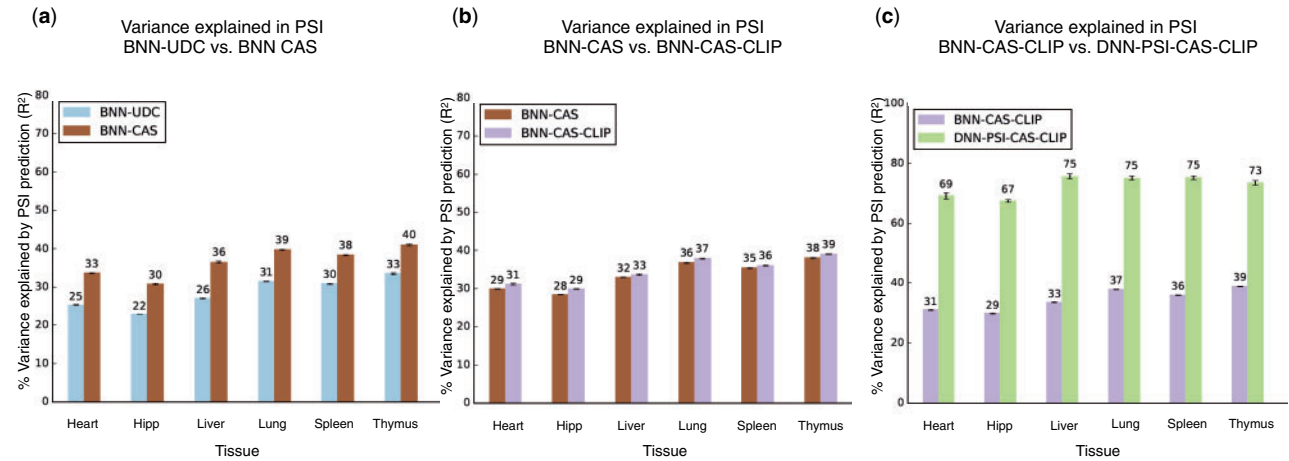 (a)
Variance explained in PSI
BNN-UDC vs. BNN CAS
% Variance explained by PSI prediction (R²)
80
70
60
50
40
30
20
10
0
BNN-UDC
BNN-CAS
25
33
22
30
26
36
31
39
30
38
33
40
Heart
Hipp
Liver
Lung
Spleen
Thymus
Tissue
(b)
Variance explained in PSI
BNN-CAS vs. BNN-CAS-CLIP
% Variance explained by PSI prediction (R²)
80
70
60
50
40
30
20
10
0
BNN-CAS
BNN-CAS-CLIP
29
31
28
29
32
33
36
37
35
36
38
39
Heart
Hipp
Liver
Lung
Spleen
Thymus
Tissue
(c)
Variance explained in PSI
BNN-CAS-CLIP vs. DNN-PSI-CAS-CLIP
% Variance explained by PSI prediction (R²)
100
80
60
40
20
0
BNN-CAS-CLIP
DNN-PSI-CAS-CLIP
31
69
29
67
33
75
37
75
36
75
39
73
Heart
Hipp
Liver
Lung
Spleen
Thymus
Tissue